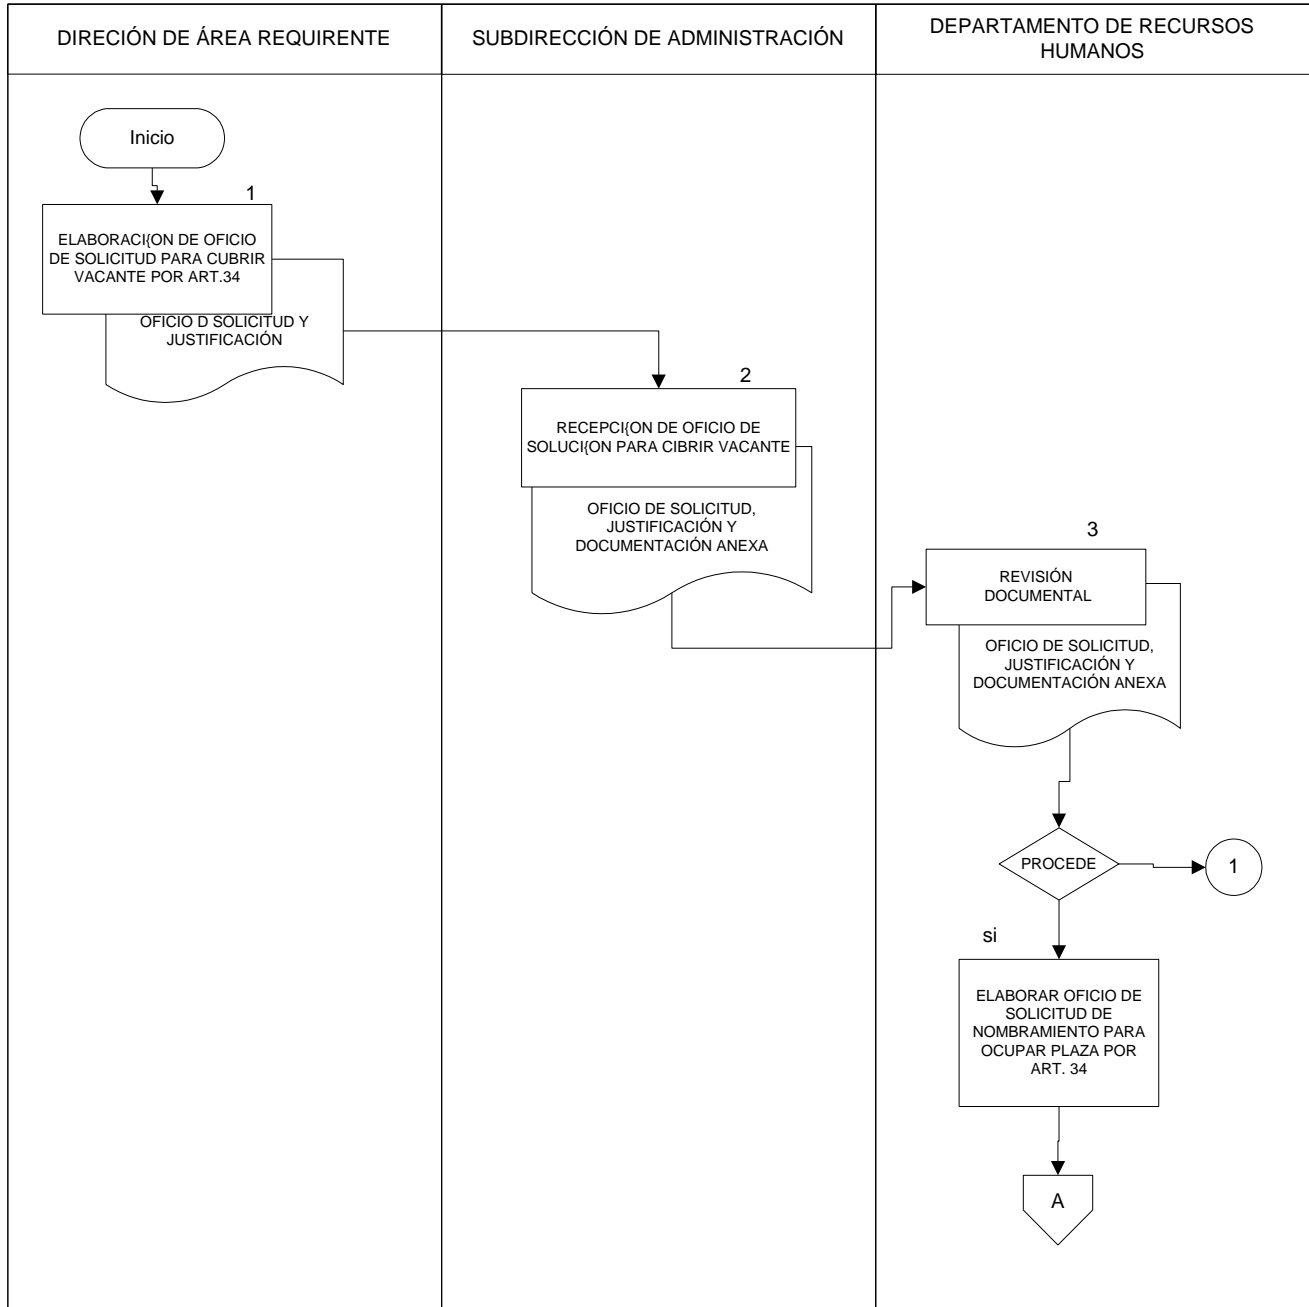 DIRECIÓN DE ÁREA REQUIRENTE
SUBDIRECCIÓN DE ADMINISTRACIÓN
DEPARTAMENTO DE RECURSOS
HUMANOS
Inicio
1
ELABORACI{ON DE OFICIO
DE SOLICITUD PARA CUBRIR
VACANTE POR ART.34
OFICIO D SOLICITUD Y
JUSTIFICACIÓN
2
RECEPCI{ON DE OFICIO DE
SOLUCI{ON PARA CIBRIR VACANTE
OFICIO DE SOLICITUD,
JUSTIFICACIÓN Y
DOCUMENTACIÓN ANEXA
3
REVISIÓN
DOCUMENTAL
OFICIO DE SOLICITUD,
JUSTIFICACIÓN Y
DOCUMENTACIÓN ANEXA
PROCEDE
1
si
ELABORAR OFICIO DE
SOLICITUD DE
NOMBRAMIENTO PARA
OCUPAR PLAZA POR
ART. 34
A